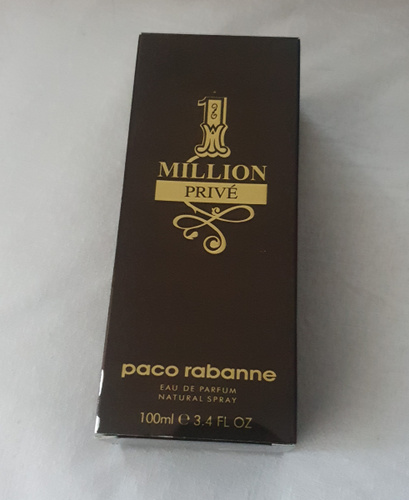 1
MILLION
PRIVÉ
paco rabanne
EAU DE PARFUM
NATURAL SPRAY
100ml ℮ 3.4 FL OZ